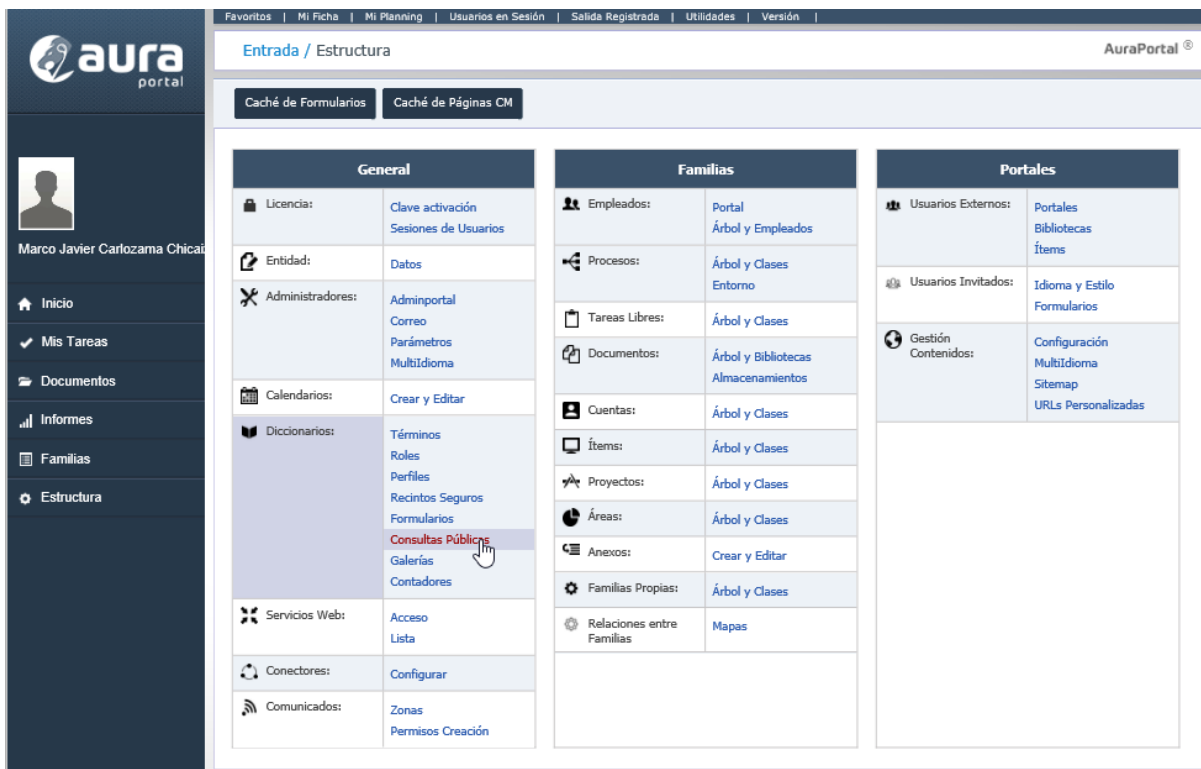 Favoritos | Mi Ficha | Mi Planning | Usuarios en Sesión | Salida Registrada | Utilidades | Versión |
aura
portal
Entrada / Estructura
AuraPortal ®
Caché de Formularios
Caché de Páginas CM
Marco Javier Carlozama
Inicio
Mis Tareas
Documentos
Informes
Familias
Estructura
General
Licencia:
Clave activación
Sesiones de Usuarios
Entidad:
Datos
Administradores:
Adminportal
Correo
Parámetros
MultiIdioma
Calendarios:
Crear y Editar
Diccionarios:
Términos
Roles
Perfiles
Recintos Seguros
Formularios
Consultas Públicas
Galerías
Contadores
Servicios Web:
Acceso
Lista
Conectores:
Configurar
Comunicados:
Zonas
Permisos Creación
Familias
Empleados:
Portal
Árbol y Empleados
Procesos:
Árbol y Clases
Entorno
Tareas Libres:
Árbol y Clases
Documentos:
Árbol y Bibliotecas
Almacenamientos
Cuentas:
Árbol y Clases
Ítems:
Árbol y Clases
Proyectos:
Árbol y Clases
Áreas:
Árbol y Clases
Anexos:
Crear y Editar
Familias Propias:
Árbol y Clases
Relaciones entre
Familias
Mapas
Portales
Usuarios Externos:
Portales
Bibliotecas
Ítems
Usuarios Invitados:
Idioma y Estilo
Formularios
Gestión
Contenidos:
Configuración
MultiIdioma
Sitemap
URLs Personalizadas